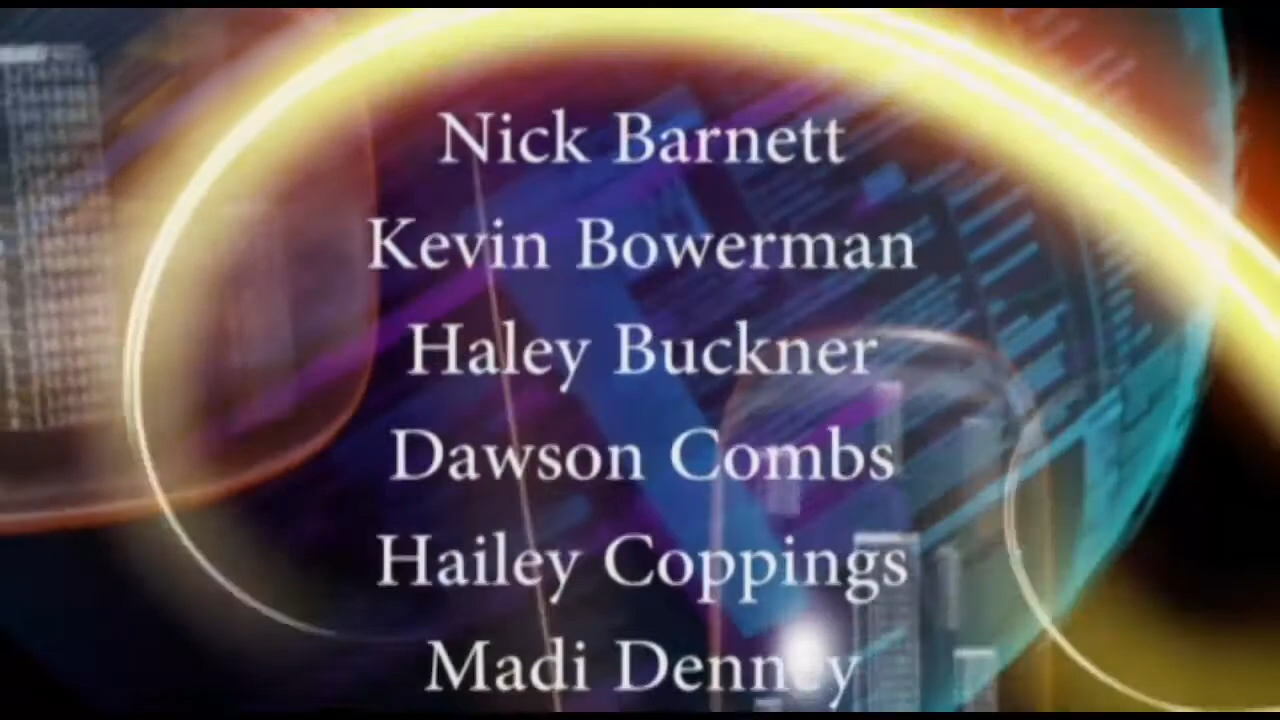 Nick Barnett
Kevin Bowerman
Haley Buckner
Dawson Combs
Hailey Coppings
Madi Denney